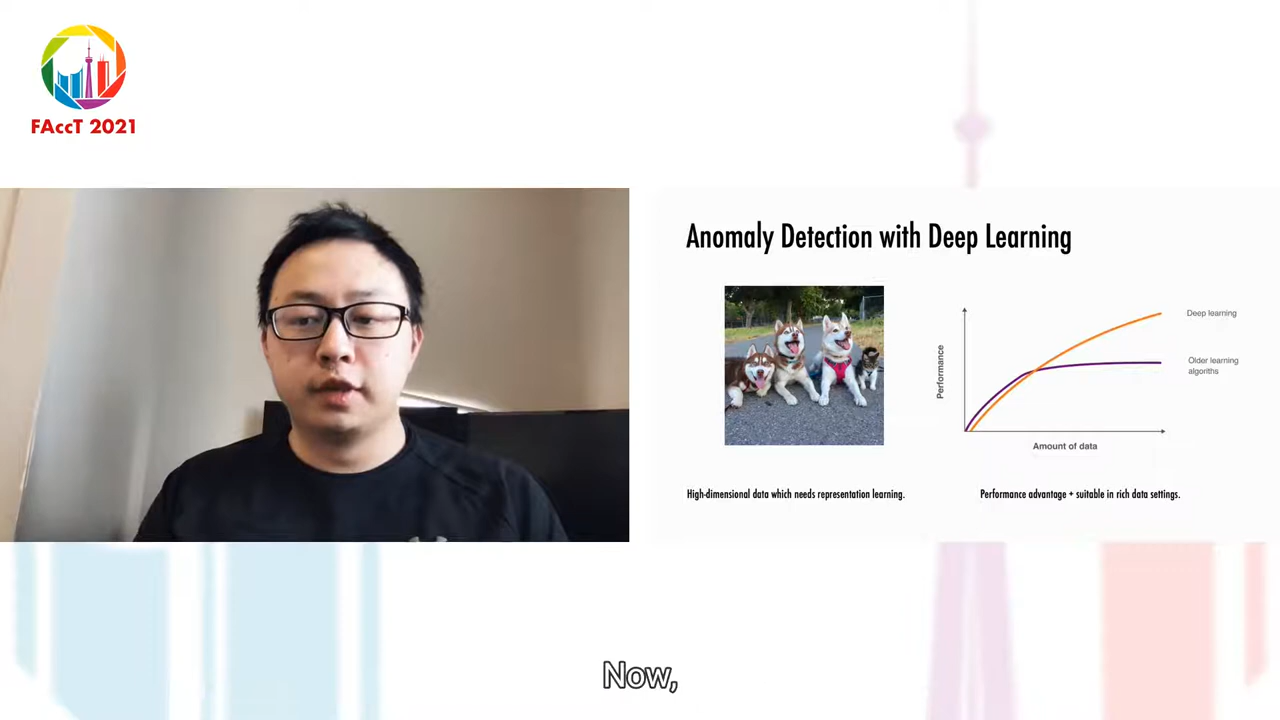 FAccT 2021
Anomaly Detection with Deep Learning
Performance
Deep learning
Older learning
algoriths
Amount of data
High-dimensional data which needs representation learning.
Performance advantage + suitable in rich data settings.
Now,